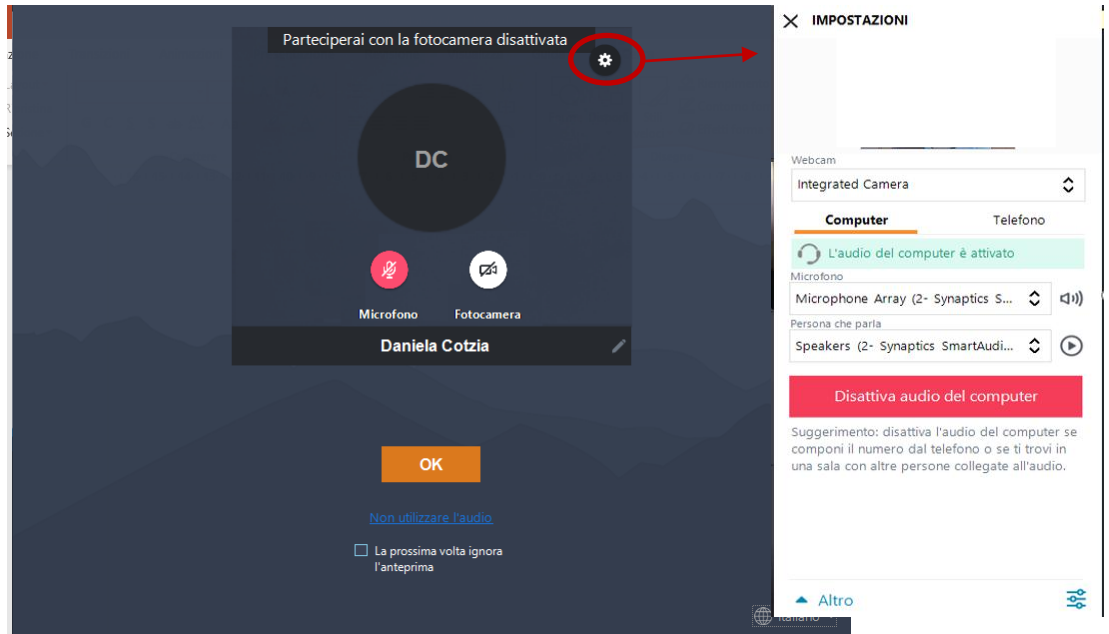 Parteciperai con la fotocamera disattivata
DC
Microfono
Fotocamera
Daniela Cotzia
OK
Non utilizzare l'audio
La prossima volta ignora
l'anteprima
Italiano
IMPOSTAZIONI
Webcam
Integrated Camera
Computer
Telefono
L'audio del computer è attivato
Microfono
Microphone Array (2- Synaptics S...
Persona che parla
Speakers (2- Synaptics SmartAudi...
Disattiva audio del computer
Suggerimento: disattiva l'audio del computer se
componi il numero dal telefono o se ti trovi in
una sala con altre persone collegate all'audio.
Altro